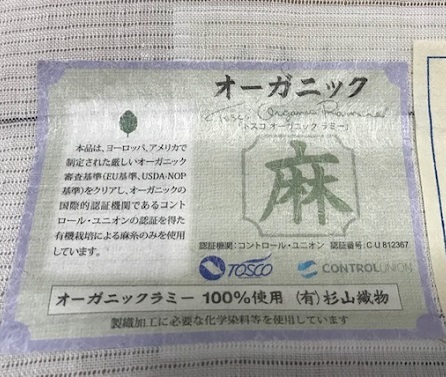 オーガニック
Tosco Organic Ramie
(トスコ オーガニック ラミー)
本品は、ヨーロッパ、アメリカで
制定された厳しいオーガニック
審査基準(EU基準、USDA・NOP
基準)をクリアし、オーガニックの
国際的認証機関であるコント
ロール・ユニオンの認証を得た
有機栽培による麻糸のみを使用
しています。
麻
認証機関:コントロール・ユニオン 認証番号:CU 812367
TOSCO CONTROLUNION
オーガニックラミー 100%使用 (有)杉山織物
製織加工に必要な化学染料等を使用しています